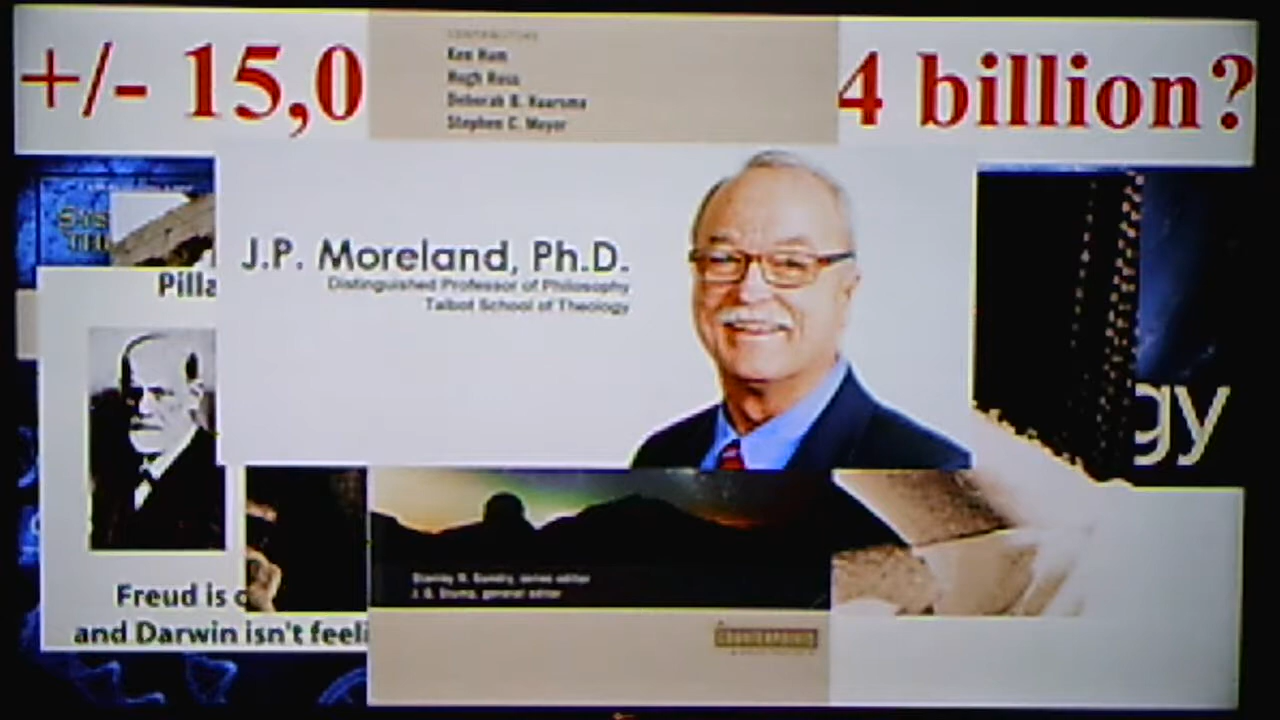 +/- 15,0
4 billion?
CONTRIBUTORS
Ken Ham
Hugh Ross
Deborah B. Haarsma
Stephen C. Meyer
Pilla
J.P. Moreland, Ph.D.
Distinguished Professor of Philosophy
Talbot School of Theology
gy
Freud is
and Darwin isn't feeli
Stanley N. Gundry, series editor
J. B. Stump, general editor
COUNTERPOINTS